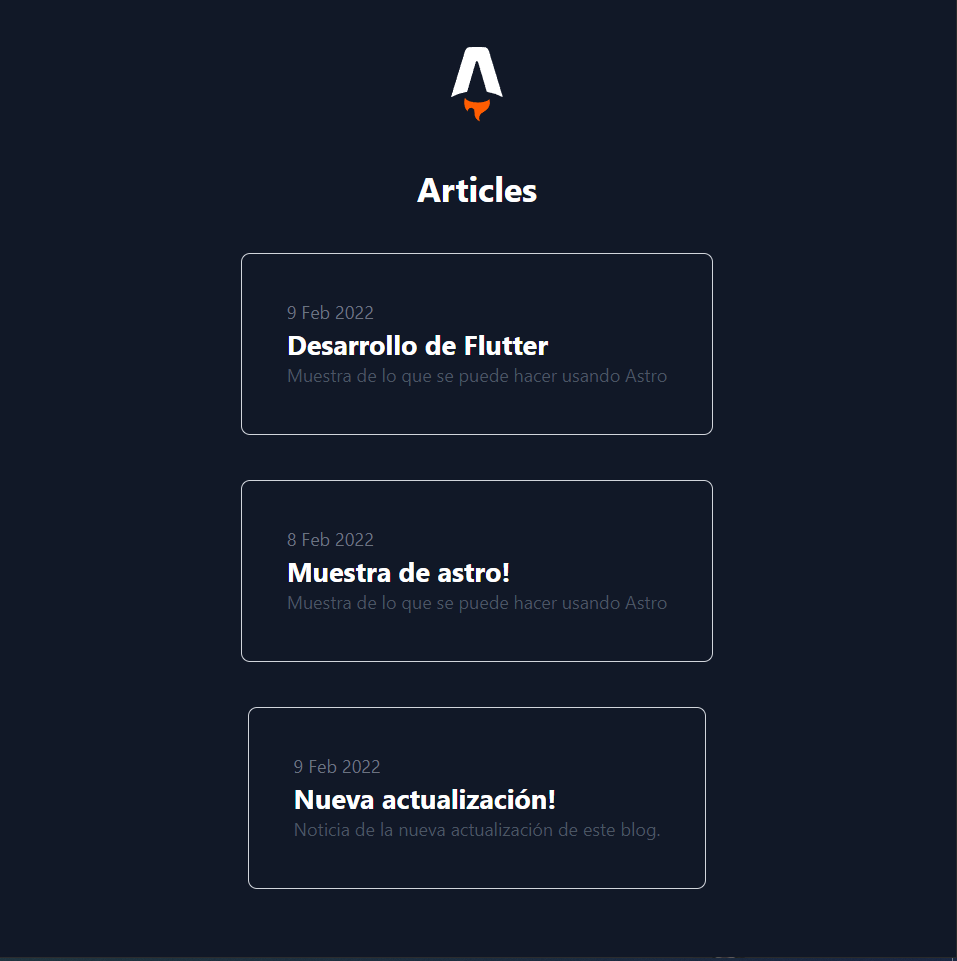 Articles
9 Feb 2022
Desarrollo de Flutter
Muestra de lo que se puede hacer usando Astro
8 Feb 2022
Muestra de astro!
Muestra de lo que se puede hacer usando Astro
9 Feb 2022
Nueva actualización!
Noticia de la nueva actualización de este blog.